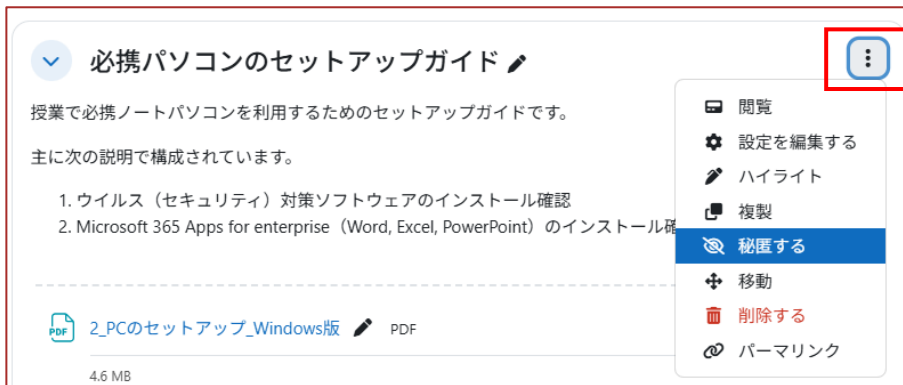 必携パソコンのセットアップガイド
授業で必携ノートパソコンを利用するためのセットアップガイドです。
主に次の説明で構成されています。
1. ウイルス（セキュリティ）対策ソフトウェアのインストール確認
2. Microsoft 365 Apps for enterprise（Word, Excel, PowerPoint）のインストール確
PDF 2_PCのセットアップ_Windows版 PDF
4.6 MB
閲覧
設定を編集する
ハイライト
複製
秘匿する
移動
削除する
パーマリンク